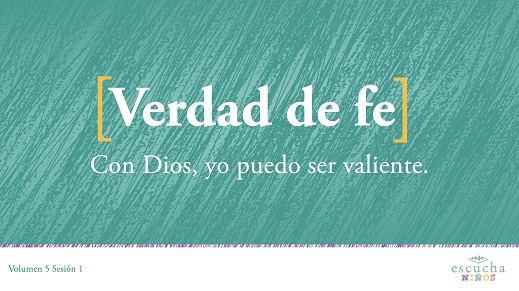 [Verdad de fe]
Con Dios, yo puedo ser valiente.
Volumen 5 Sesión 1
escucha
NIÑOS